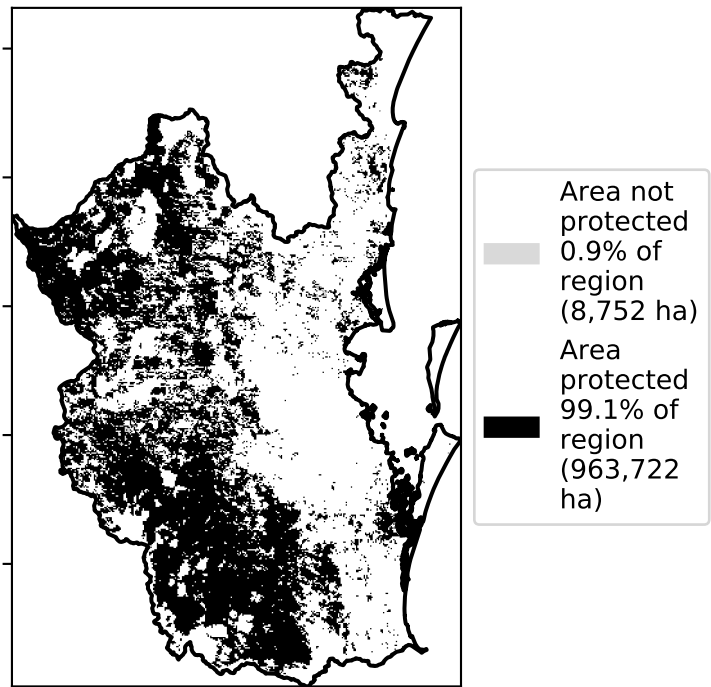 Area not
protected
0.9% of
region
(8,752 ha)
Area
protected
99.1% of
region
(963,722
ha)